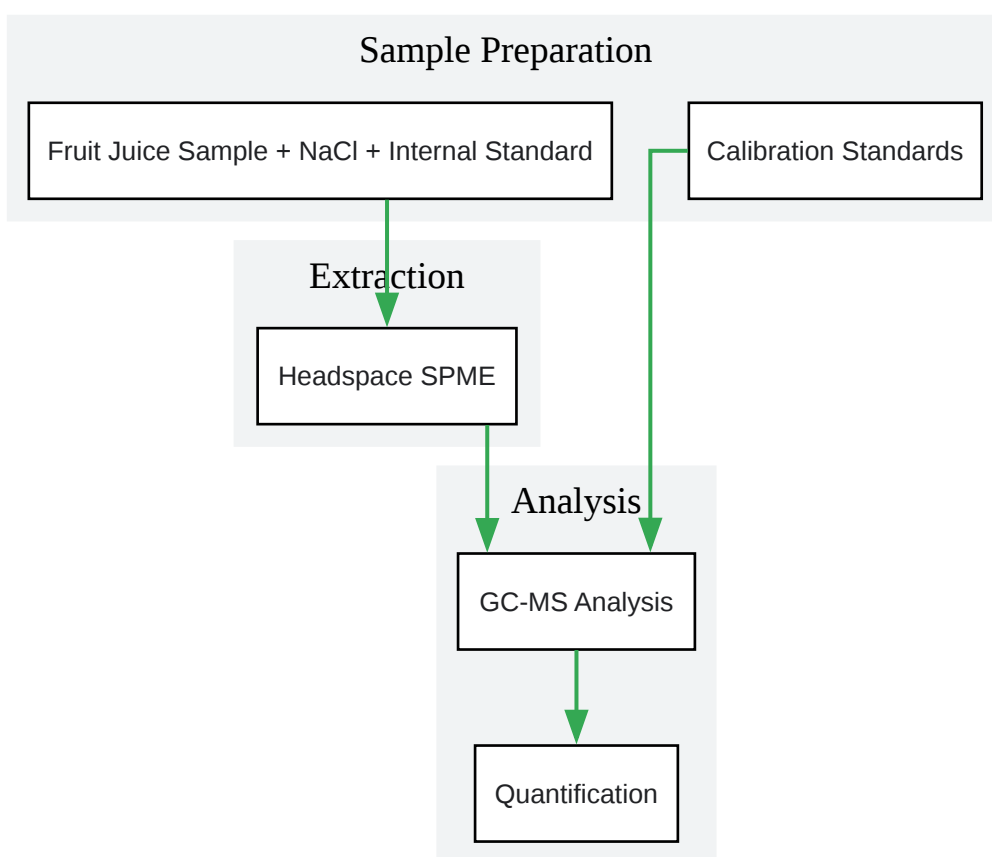 Sample Preparation
Fruit Juice Sample + NaCl + Internal Standard
Calibration Standards
Extraction
Headspace SPME
Analysis
GC-MS Analysis
Quantification